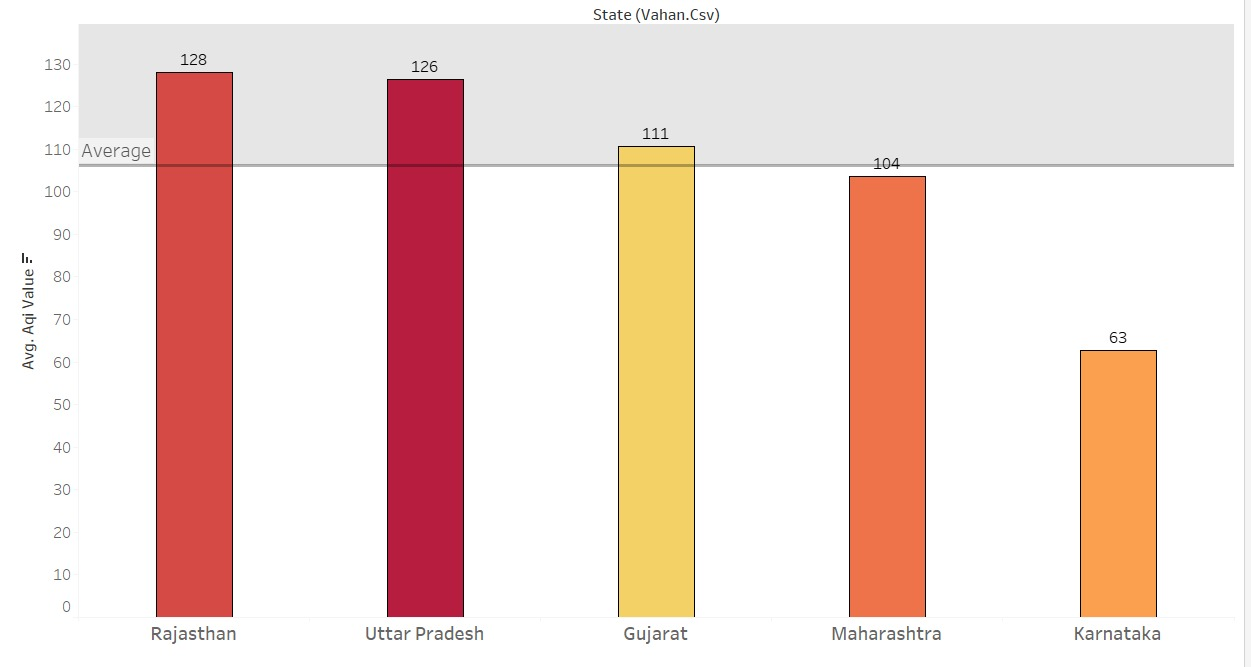 State (Vahan.Csv)
Avg. Aqi Value
130
120
110
100
90
80
70
60
50
40
30
20
10
0
Average
128
126
111
104
63
Rajasthan
Uttar Pradesh
Gujarat
Maharashtra
Karnataka